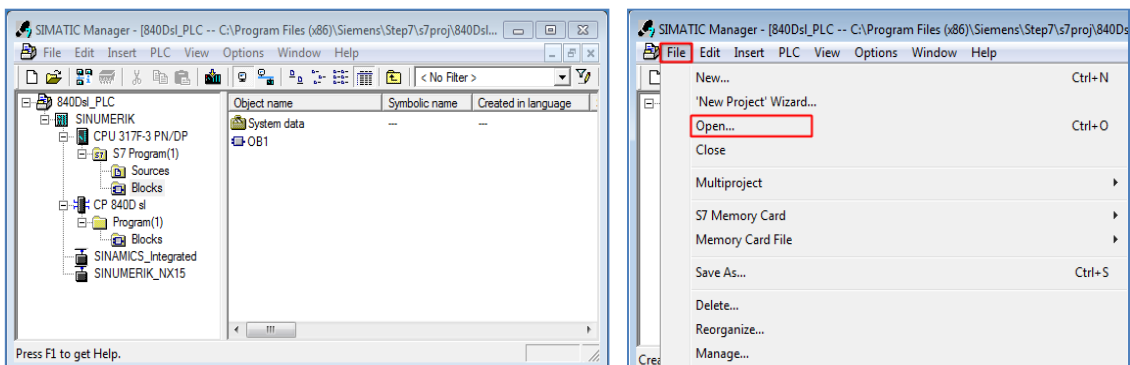 SIMATIC Manager - [840Dsl_PLC -- C:\Program Files (x86)\Siemens\Step7\s7proj\840Dsl...
File Edit Insert PLC View Options Window Help
< No Filter >
840Dsl_PLC
SINUMERIK
CPU 317F-3 PN/DP
S7 Program(1)
Sources
Blocks
CP 840D sl
Program(1)
Blocks
SINAMICS_Integrated
SINUMERIK_NX15
Object name Symbolic name Created in language
System data --- ---
OB1
Press F1 to get Help.
SIMATIC Manager - [840Dsl_PLC -- C:\Program Files (x86)\Siemens\Step7\s7proj\840Ds
File Edit Insert PLC View Options Window Help
New... Ctrl+N
'New Project' Wizard...
Open... Ctrl+O
Close
Multiproject
S7 Memory Card
Memory Card File
Save As... Ctrl+S
Delete...
Reorganize...
Manage...
Crea